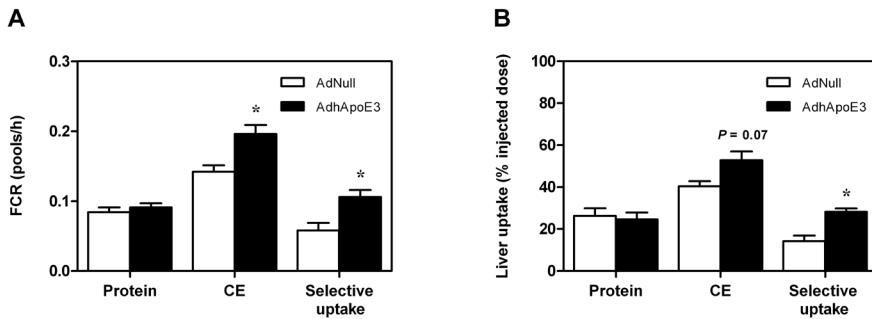 A
FCR (pools/h)
0.3
0.2
0.1
0.0
AdNull
AdhApoE3
*
*
Protein
CE
Selective
uptake
B
Liver uptake (% injected dose)
100
80
60
40
20
0
AdNull
AdhApoE3
P = 0.07
*
Protein
CE
Selective
uptake